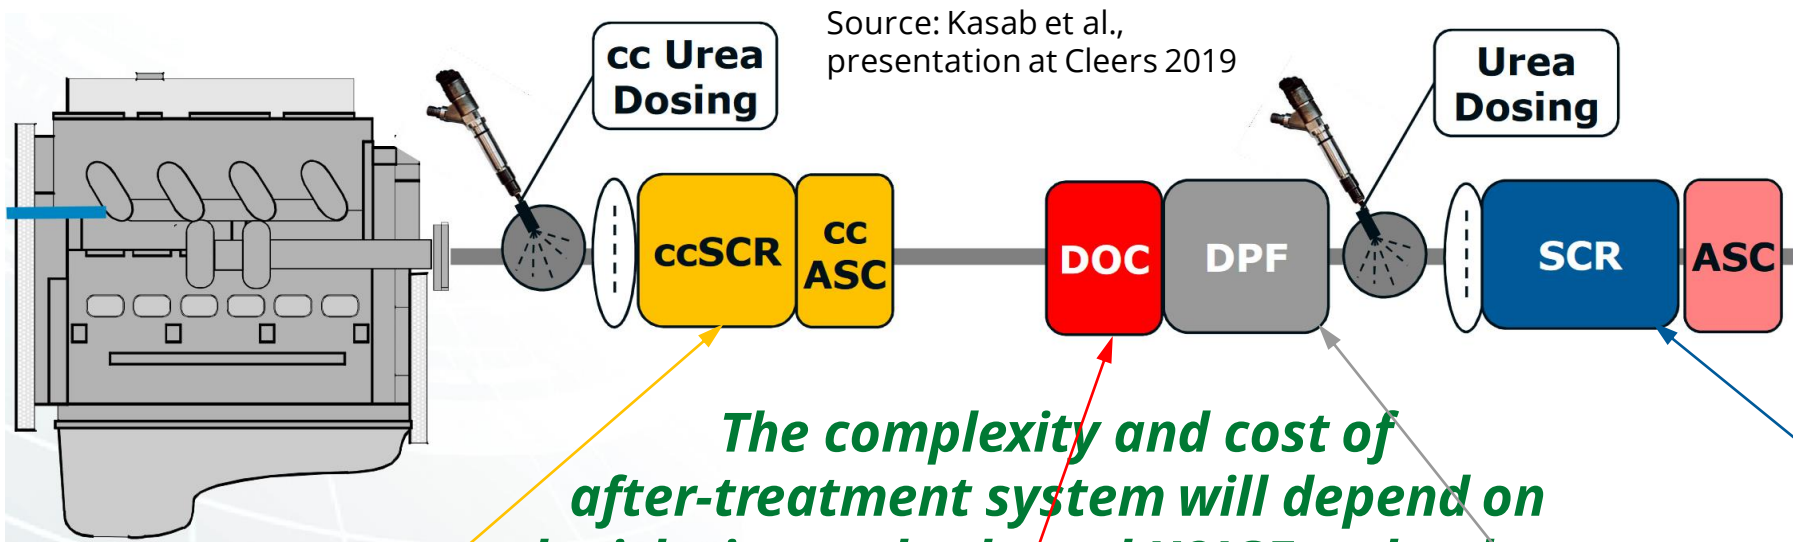 Source: Kasab et al.,
presentation at Cleers 2019
cc Urea
Dosing
Urea
Dosing
ccSCR
cc
ASC
DOC
DPF
SCR
ASC
The complexity and cost of
after-treatment system will depend on